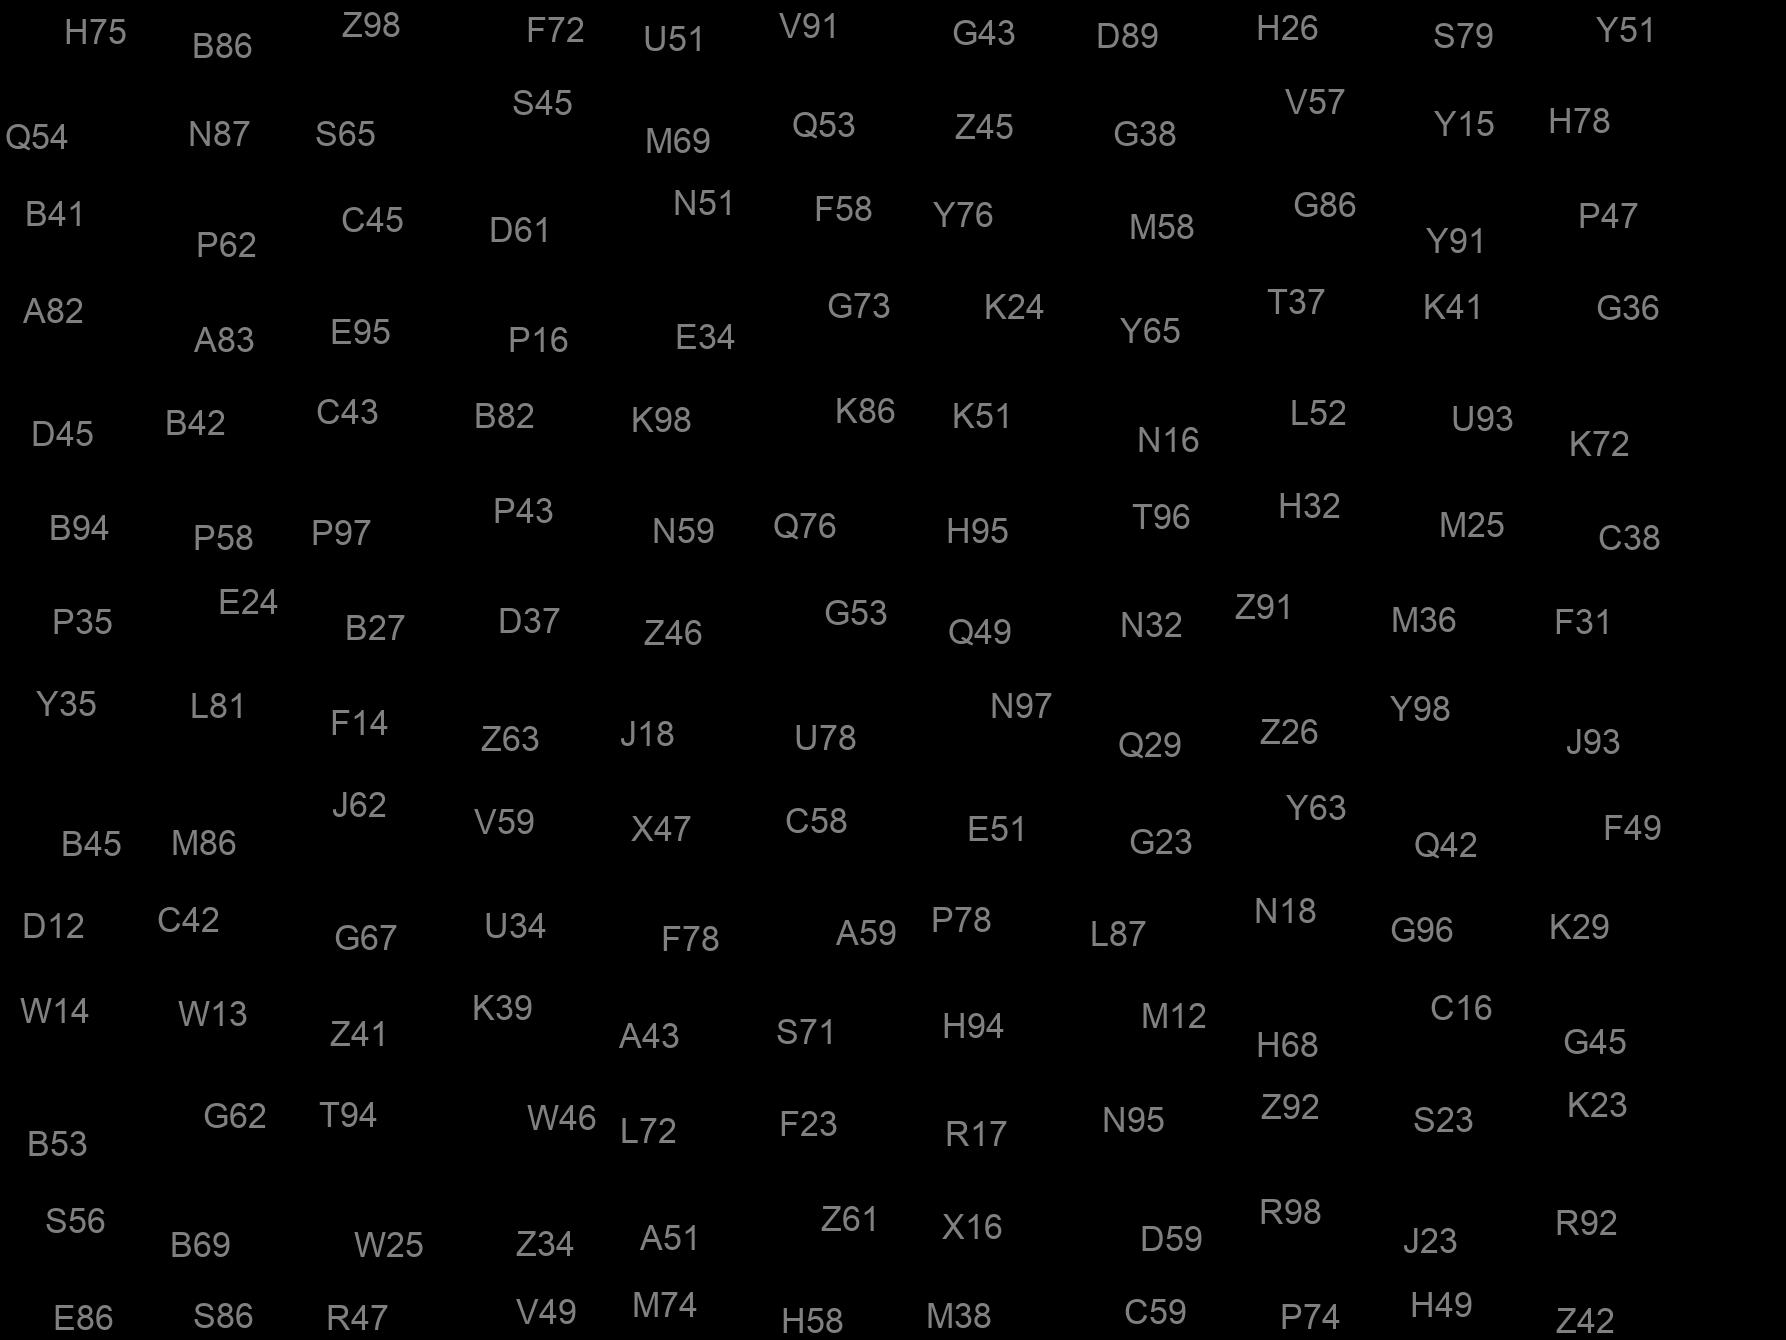 H75 B86 Z98 F72 U51 V91 G43 D89 H26 S79 Y51
Q54 N87 S65 S45 M69 Q53 Z45 G38 V57 Y15 H78
B41 P62 C45 D61 N51 F58 Y76 M58 G86 Y91 P47
A82 A83 E95 P16 E34 G73 K24 Y65 T37 K41 G36
D45 B42 C43 B82 K98 K86 K51 N16 L52 U93 K72
B94 P58 P97 P43 N59 Q76 H95 T96 H32 M25 C38
P35 E24 B27 D37 Z46 G53 Q49 N32 Z91 M36 F31
Y35 L81 F14 Z63 J18 U78 N97 Q29 Z26 Y98 J93
B45 M86 J62 V59 X47 C58 E51 G23 Y63 Q42 F49
D12 C42 G67 U34 F78 A59 P78 L87 N18 G96 K29
W14 W13 Z41 K39 A43 S71 H94 M12 H68 C16 G45
B53 G62 T94 W46 L72 F23 R17 N95 Z92 S23 K23
S56 B69 W25 Z34 A51 Z61 X16 D59 R98 J23 R92
E86 S86 R47 V49 M74 H58 M38 C59 P74 H49 Z42